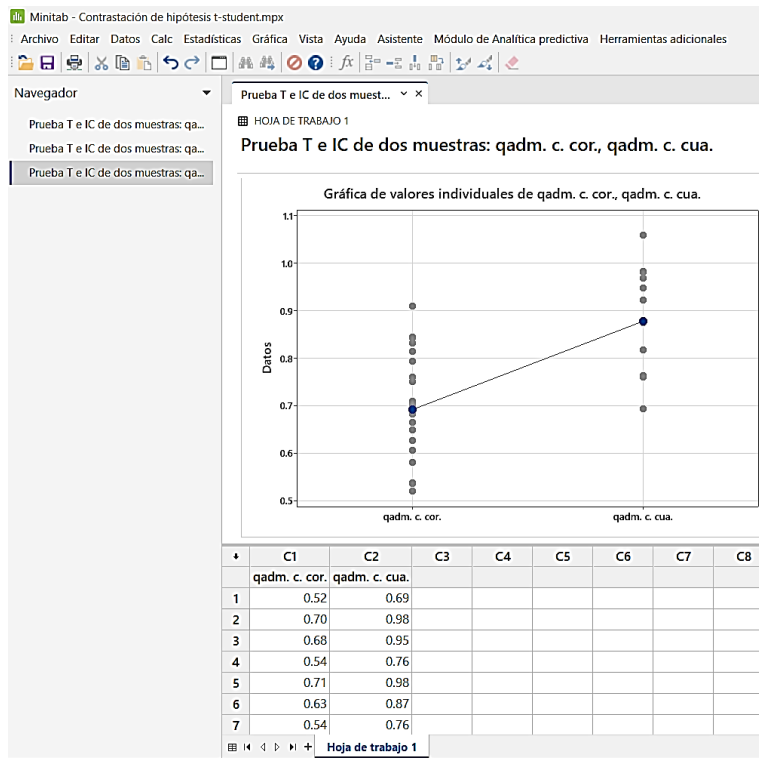 Minitab - Contrastación de hipótesis t-student.mpx
Archivo Editar Datos Calc Estadísticas Gráfica Vista Ayuda Asistente Módulo de Analítica predictiva Herramientas adicionales
Navegador
Prueba T e IC de dos muestras: qa...
Prueba T e IC de dos muestras: qa...
Prueba T e IC de dos muestras: qa...
Prueba T e IC de dos muest...
HOJA DE TRABAJO 1
Prueba T e IC de dos muestras: qadm. c. cor., qadm. c. cua.
Gráfica de valores individuales de qadm. c. cor., qadm. c. cua.
1.1
1.0
0.9
0.8
0.7
0.6
0.5
Datos
qadm. c. cor. qadm. c. cua.
C1 C2 C3 C4 C5 C6 C7 C8
qadm. c. cor. qadm. c. cua.
1 0.52 0.69
2 0.70 0.98
3 0.68 0.95
4 0.54 0.76
5 0.71 0.98
6 0.63 0.87
7 0.54 0.76
Hoja de trabajo 1